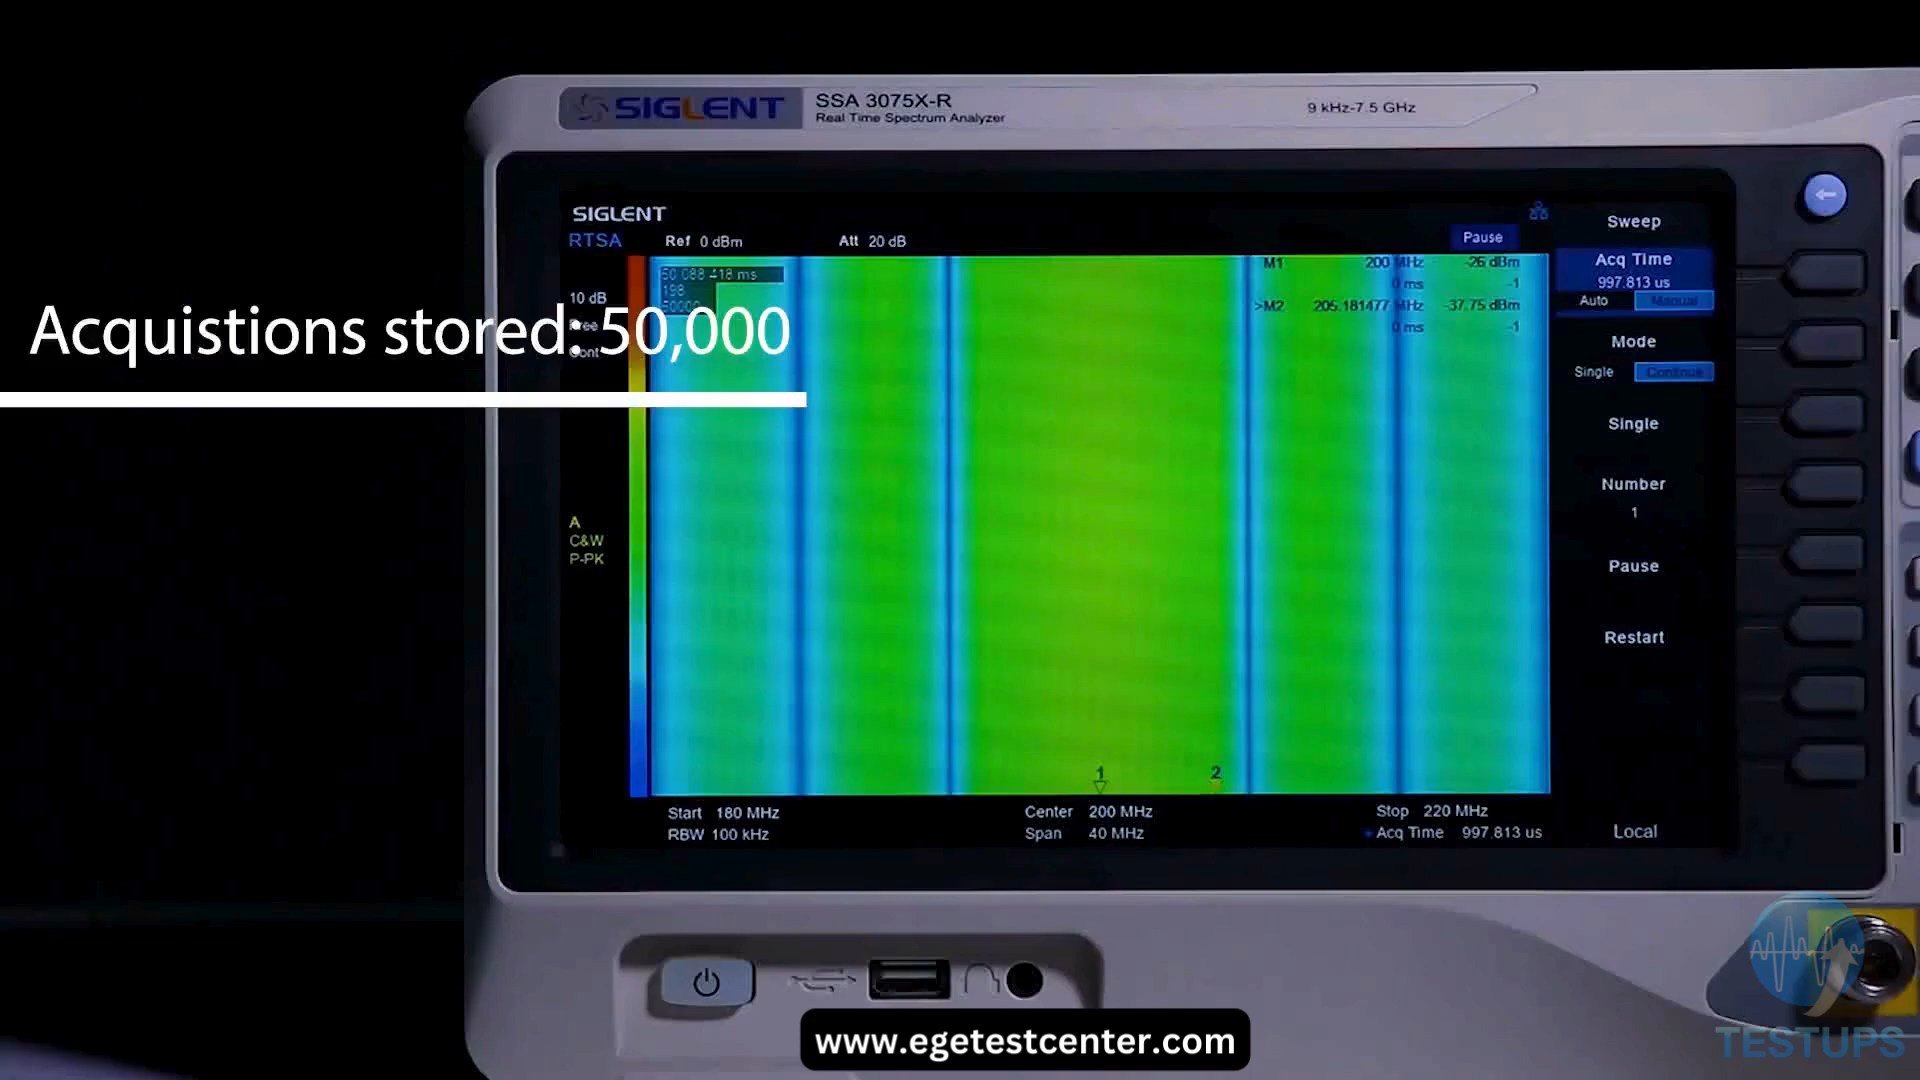 SIGLENT
SSA 3075X-R
Real Time Spectrum Analyzer
9 kHz-7.5 GHz
SIGLENT
RTSA
Ref 0 dBm
Att 20 dB
Pause
M1 200 MHz -26 dBm
0 ms -1
>M2 205.181477 MHz -37.75 dBm
0 ms -1
198
50000
10 dB
Free
Cont
Acquistions stored: 50,000
A
C&W
P-PK
1
2
Start 180 MHz
Center 200 MHz
Stop 220 MHz
RBW 100 kHz
Span 40 MHz
Acq Time 997.813 us
Sweep
Acq Time
997.813 us
Auto Manual
Mode
Single Continue
Single
Number
1
Pause
Restart
Local
www.egetestcenter.com
TESTUPS